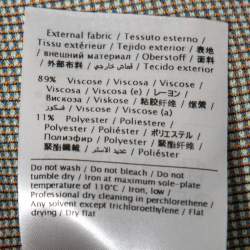 External fabric / Tessuto esterno /
Tissu extérieur / Tejido exterior / 表地
/ внешний материал / Oberstoff / 面料
/ 外部布料 / قماش خارجي / Tecido exterior
89% Viscose / Viscosa / Viscose /
Viscosa / Viscosa (e) / レーヨン /
Вискоза / Viskose / 粘胶纤维 / 嫘縈
/ فسكوز / Viscose / Viscose (a)
11% Polyester / Poliestere /
Polyester / Poliéster / ポリエステル /
Полиэфир / Polyester / 聚酯纤维 /
聚酯纖維 / Polyester / Poliéster
Do not wash / Do not bleach / Do not
tumble dry / Iron at maximum sole-plate
temperature of 110°C, Iron, low /
Professional dry cleaning in perchlorethene /
Any solvent except trichloroethylene / Flat
drying / Dry flat